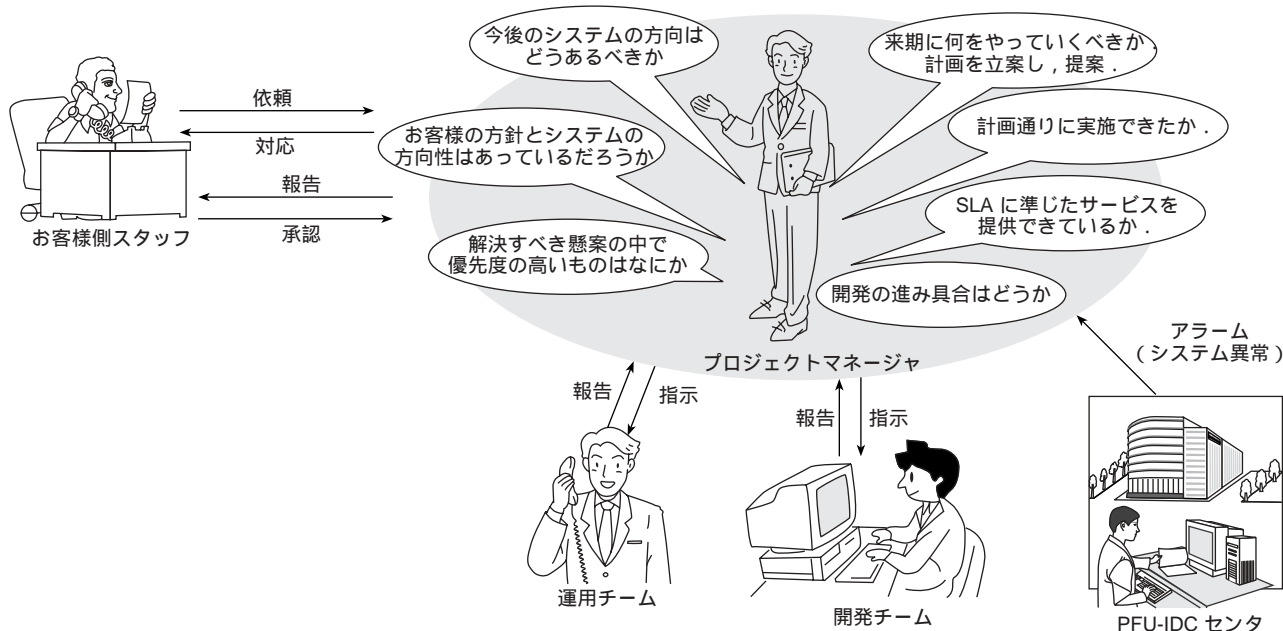 今後のシステムの方向は
どうあるべきか
来期に何をやっていくべきか．
計画を立案し，提案．
依頼
対応
お客様の方針とシステムの
方向性はあっているだろうか
計画通りに実施できたか．
報告
承認
お客様側スタッフ
SLA に準じたサービスを
提供できているか．
解決すべき懸案の中で
優先度の高いものはなにか
開発の進み具合はどうか
アラーム
（システム異常）
プロジェクトマネージャ
報告
指示
報告
指示
運用チーム
開発チーム
PFU-IDC センタ